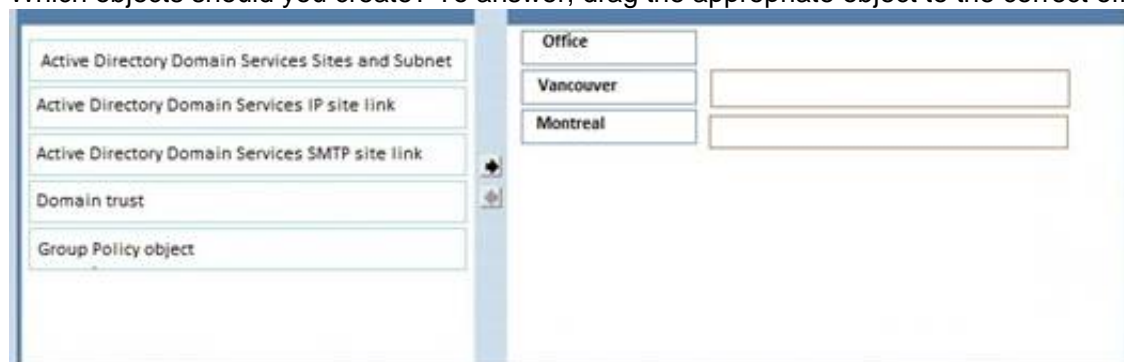 Which objects should you create? To answer, drag the appropriate object to the correct
Active Directory Domain Services Sites and Subnet
Active Directory Domain Services IP site link
Active Directory Domain Services SMTP site link
Domain trust
Group Policy object
Office
Vancouver
Montreal